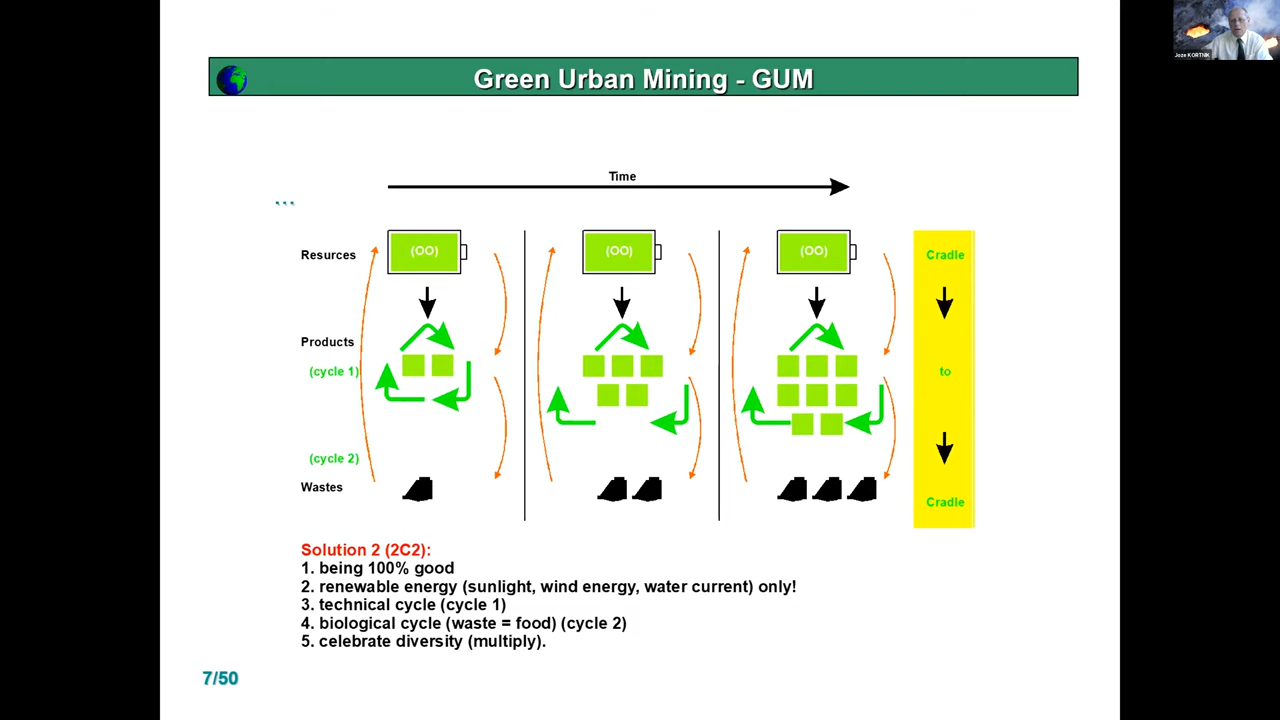 Joze KORTNIK
Green Urban Mining - GUM
Time
...
Resurces
(OO)
(OO)
(OO)
Cradle
Products
(cycle 1)
to
(cycle 2)
Wastes
Cradle
Solution 2 (2C2):
1. being 100% good
2. renewable energy (sunlight, wind energy, water current) only!
3. technical cycle (cycle 1)
4. biological cycle (waste = food) (cycle 2)
5. celebrate diversity (multiply).
7/50